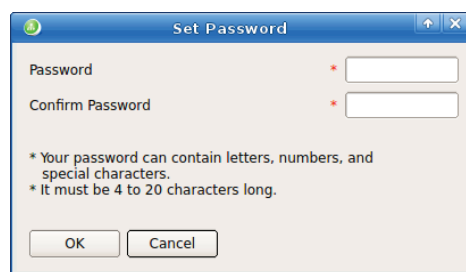 Set Password
Password *
Confirm Password *
* Your password can contain letters, numbers, and
special characters.
* It must be 4 to 20 characters long.
OK Cancel